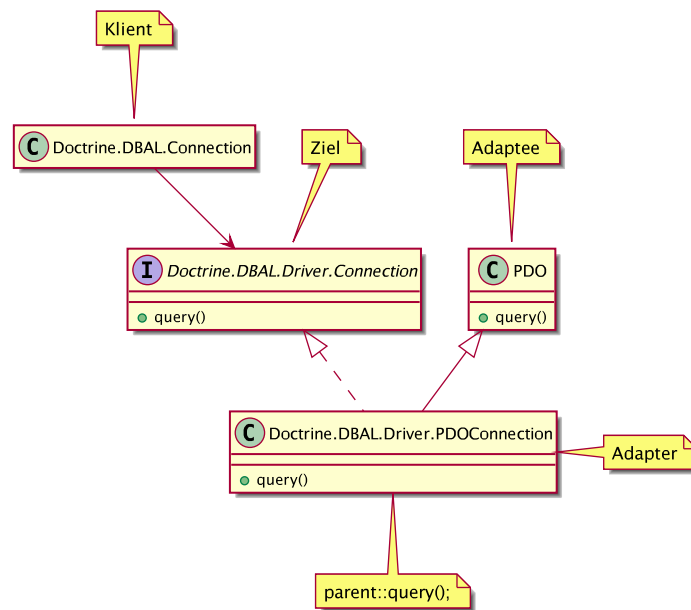 Klient
C Doctrine.DBAL.Connection
Ziel
Adaptee
I Doctrine.DBAL.Driver.Connection
query()
C PDO
query()
C Doctrine.DBAL.Driver.PDOConnection
query()
Adapter
parent::query();